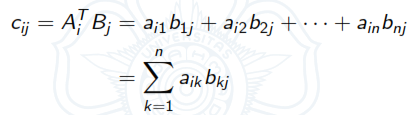 c_{ij} = A_i^T B_j = a_{i1} b_{1j} + a_{i2} b_{2j} + ⋯ + a_{in} b_{nj}
= \sum_{k=1}^{n} a_{ik} b_{kj}